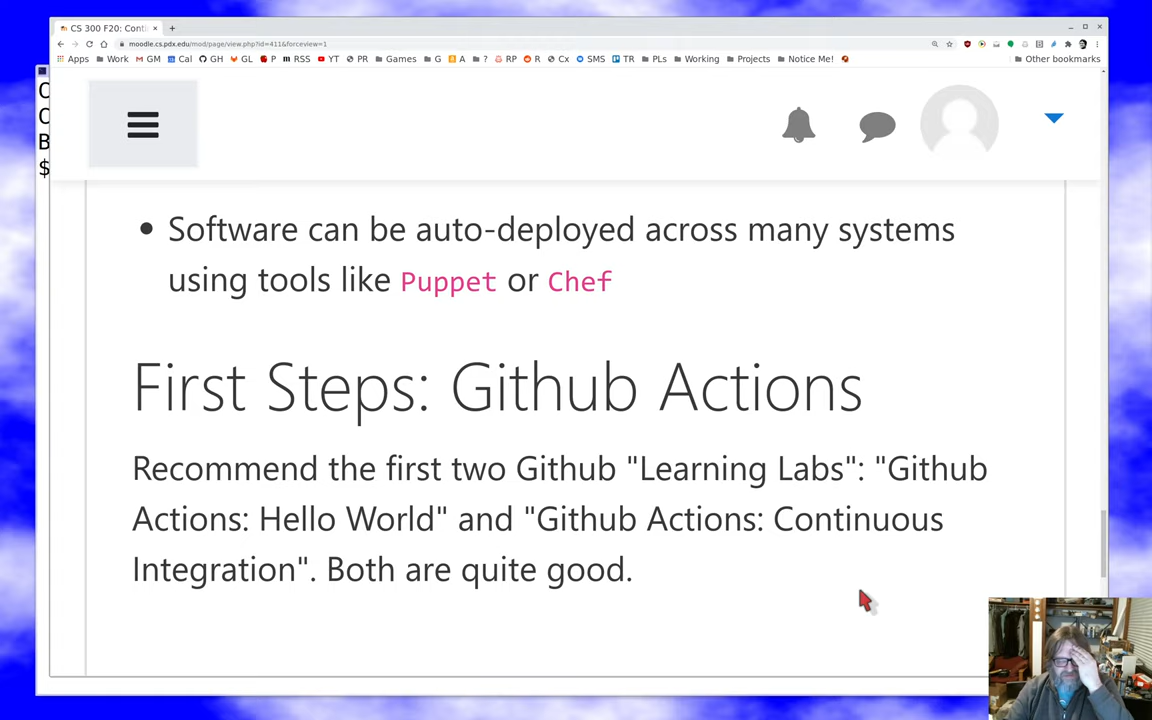 CS 300 F20: Conti
moodle.cs.pdx.edu/mod/page/view.php?id=411&forceview=1
Apps Work GM Cal GH GL P RSS YT PR Games G A ? RP R Cx SMS TR PLs Working Projects Notice Me! Other bookmarks
C
C
B
$
Software can be auto-deployed across many systems
using tools like Puppet or Chef
First Steps: Github Actions
Recommend the first two Github "Learning Labs": "Github
Actions: Hello World" and "Github Actions: Continuous
Integration". Both are quite good.